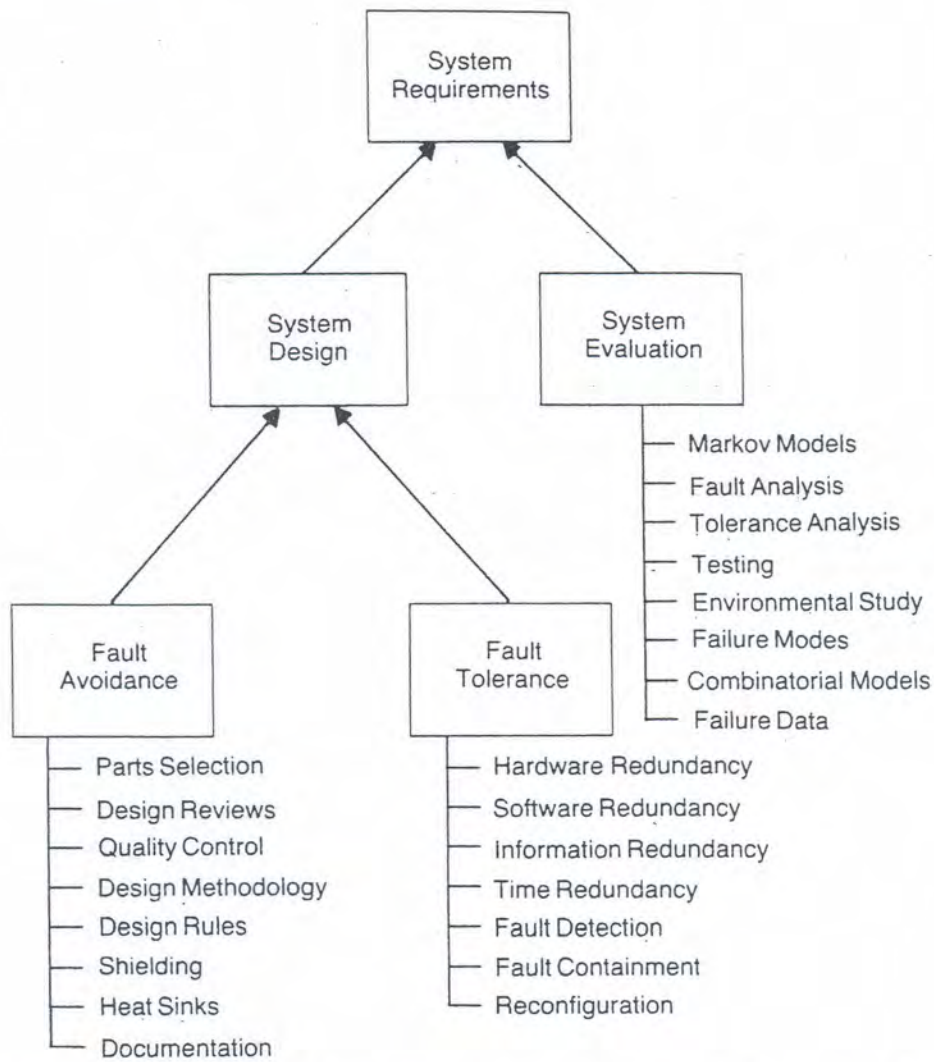 System
Requirements
System
Design
System
Evaluation
Markov Models
Fault Analysis
Tolerance Analysis
Testing
Environmental Study
Failure Modes
Combinatorial Models
Failure Data
Fault
Avoidance
Parts Selection
Design Reviews
Quality Control
Design Methodology
Design Rules
Shielding
Heat Sinks
Documentation
Fault
Tolerance
Hardware Redundancy
Software Redundancy
Information Redundancy
Time Redundancy
Fault Detection
Fault Containment
Reconfiguration